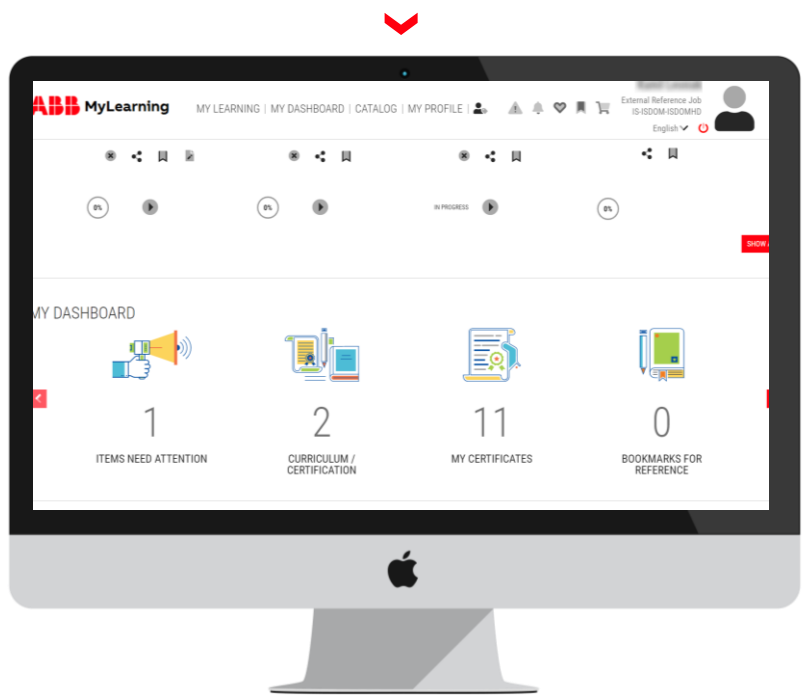 ABB MyLearning
MY LEARNING | MY DASHBOARD | CATALOG | MY PROFILE |
External Reference Job
IS-ISDOM-ISDOMHD
English
0%
0%
IN PROGRESS
0%
SHOW
MY DASHBOARD
1
2
11
0
ITEMS NEED ATTENTION
CURRICULUM /
CERTIFICATION
MY CERTIFICATES
BOOKMARKS FOR
REFERENCE